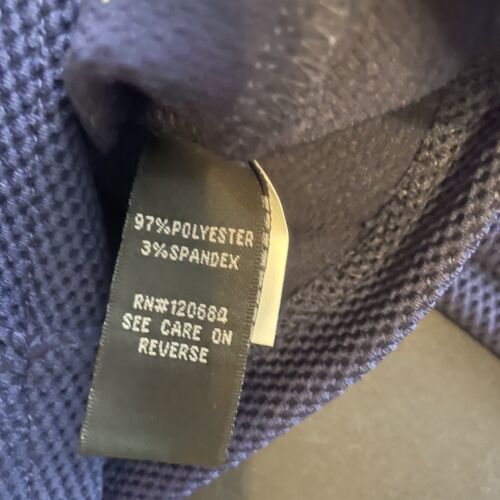 97%POLYESTER
3%SPANDEX
RN#120684
SEE CARE ON
REVERSE